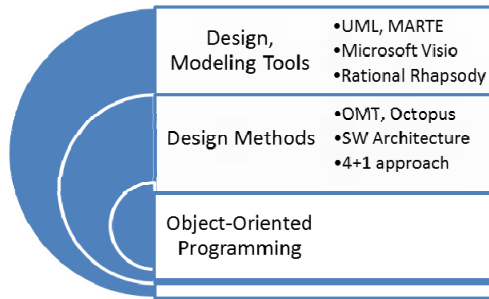 Design,
Modeling Tools
•UML, MARTE
•Microsoft Visio
•Rational Rhapsody
Design Methods
•OMT, Octopus
•SW Architecture
•4+1 approach
Object-Oriented
Programming